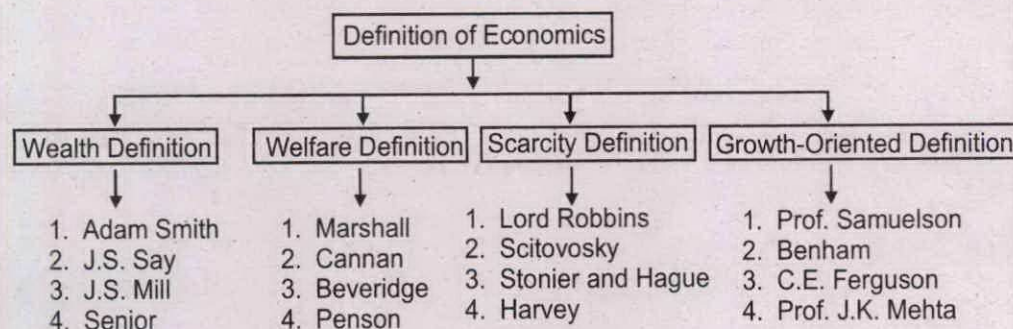 Definition of Economics
Wealth Definition
Welfare Definition
Scarcity Definition
Growth-Oriented Definition
1. Adam Smith
2. J.S. Say
3. J.S. Mill
4. Senior
1. Marshall
2. Cannan
3. Beveridge
4. Penson
1. Lord Robbins
2. Scitovosky
3. Stonier and Hague
4. Harvey
1. Prof. Samuelson
2. Benham
3. C.E. Ferguson
4. Prof. J.K. Mehta